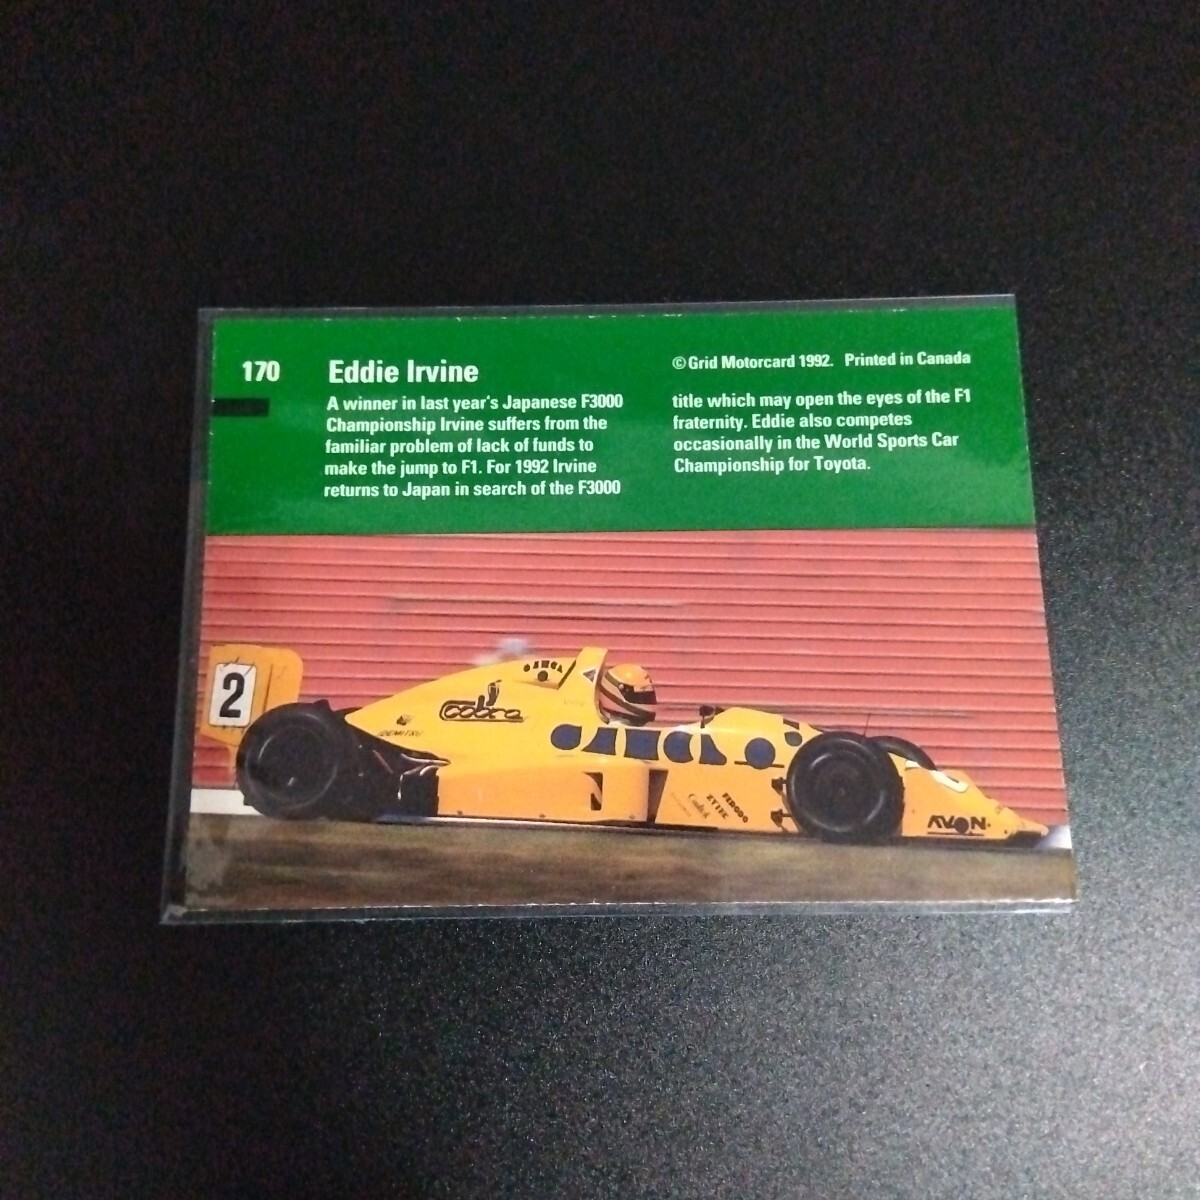 170
Eddie Irvine
A winner in last year's Japanese F3000
Championship Irvine suffers from the
familiar problem of lack of funds to
make the jump to F1. For 1992 Irvine
returns to Japan in search of the F3000
© Grid Motorcard 1992. Printed in Canada
title which may open the eyes of the F1
fraternity. Eddie also competes
occasionally in the World Sports Car
Championship for Toyota.
2
Cobra
IDEMITSU
FERODO
ZYTEK
AVON